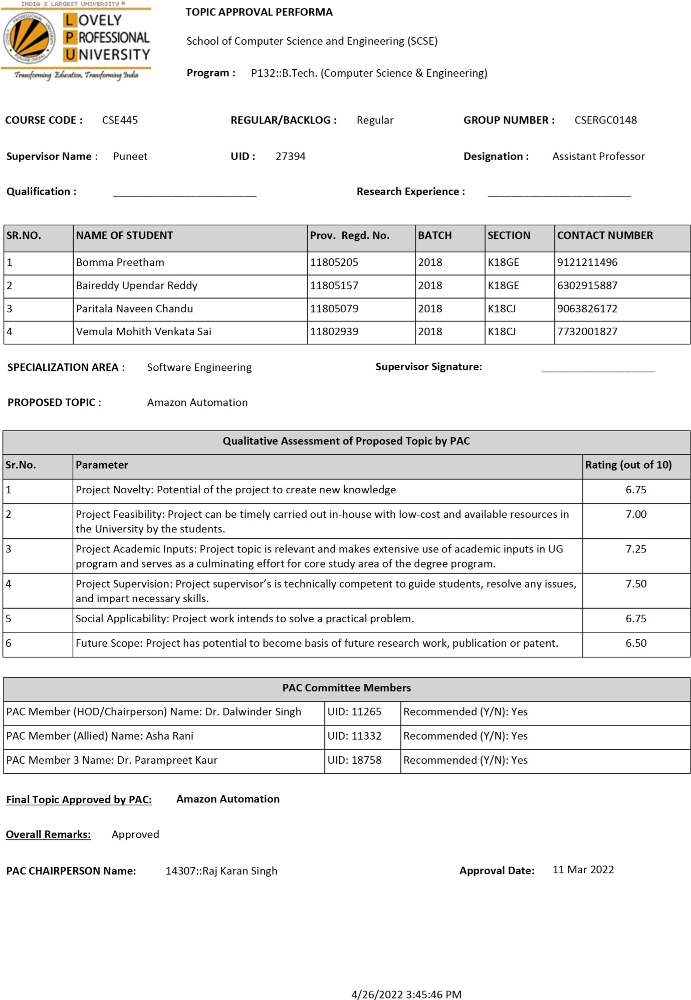 INDIA S LARGEST UNIVERSITY *
LOVELY
PROFESSIONAL
UNIVERSITY
PROFESSIONAL UNIVERSITY
LOVELY
PUNJAB (INDIA)
Transforming Education, Transforming India
TOPIC APPROVAL PERFORMA
School of Computer Science and Engineering (SCSE)
Program : P132::B.Tech. (Computer Science & Engineering)
COURSE CODE : CSE445 REGULAR/BACKLOG : Regular GROUP NUMBER : CSERGC0148
Supervisor Name : Puneet UID : 27394 Designation : Assistant Professor
Qualification : ________________________ Research Experience : ________________________
SR.NO. NAME OF STUDENT Prov. Regd. No. BATCH SECTION CONTACT NUMBER
1 Bomma Preetham 11805205 2018 K18GE 9121211496
2 Baireddy Upendar Reddy 11805157 2018 K18GE 6302915887
3 Paritala Naveen Chandu 11805079 2018 K18CJ 9063826172
4 Vemula Mohith Venkata Sai 11802939 2018 K18CJ 7732001827
SPECIALIZATION AREA : Software Engineering Supervisor Signature: ___________________
PROPOSED TOPIC : Amazon Automation
Qualitative Assessment of Proposed Topic by PAC
Sr.No. Parameter Rating (out of 10)
1 Project Novelty: Potential of the project to create new knowledge 6.75
2 Project Feasibility: Project can be timely carried out in-house with low-cost and available resources in 7.00
the University by the students.
3 Project Academic Inputs: Project topic is relevant and makes extensive use of academic inputs in UG 7.25
program and serves as a culminating effort for core study area of the degree program.
4 Project Supervision: Project supervisor’s is technically competent to guide students, resolve any issues, 7.50
and impart necessary skills.
5 Social Applicability: Project work intends to solve a practical problem. 6.75
6 Future Scope: Project has potential to become basis of future research work, publication or patent. 6.50
PAC Committee Members
PAC Member (HOD/Chairperson) Name: Dr. Dalwinder Singh UID: 11265 Recommended (Y/N): Yes
PAC Member (Allied) Name: Asha Rani UID: 11332 Recommended (Y/N): Yes
PAC Member 3 Name: Dr. Parampreet Kaur UID: 18758 Recommended (Y/N): Yes
Final Topic Approved by PAC: Amazon Automation
Overall Remarks: Approved
PAC CHAIRPERSON Name: 14307::Raj Karan Singh Approval Date: 11 Mar 2022
4/26/2022 3:45:46 PM